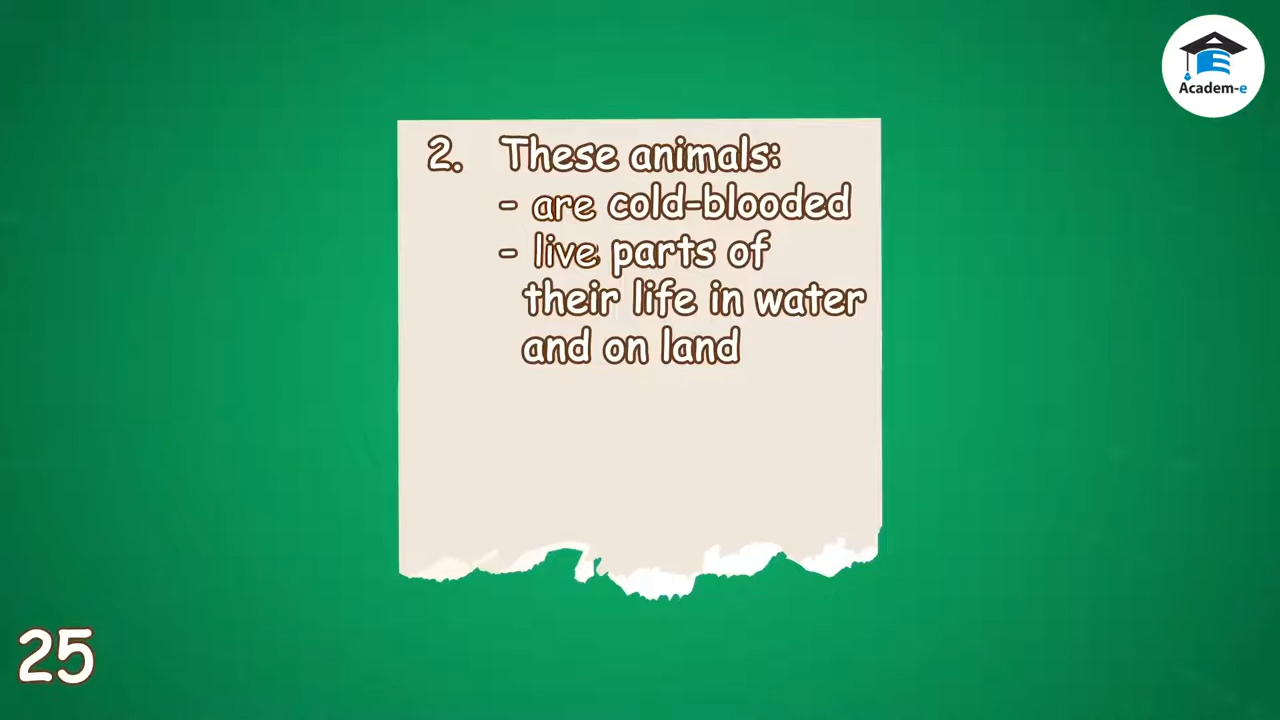 Academ-e
2. These animals:
- are cold-blooded
- live parts of
their life in water
and on land
25